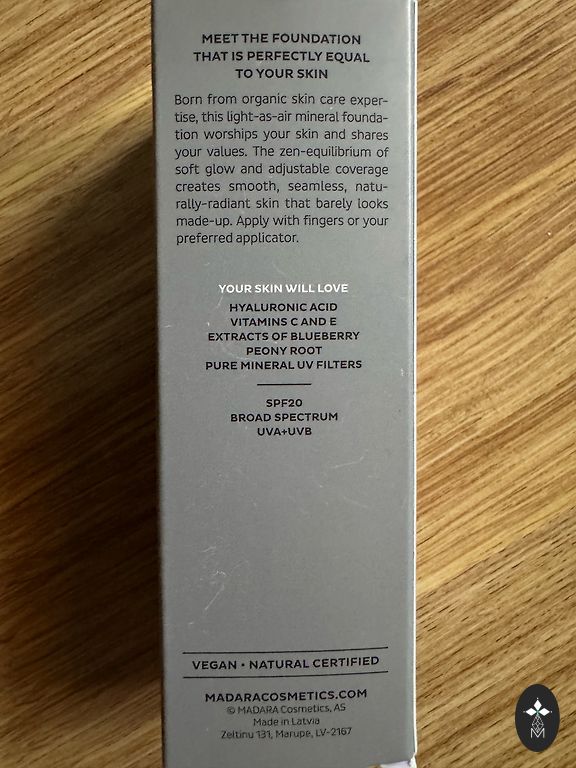 MEET THE FOUNDATION
THAT IS PERFECTLY EQUAL
TO YOUR SKIN
Born from organic skin care exper-
tise, this light-as-air mineral founda-
tion worships your skin and shares
your values. The zen-equilibrium of
soft glow and adjustable coverage
creates smooth, seamless, natu-
rally-radiant skin that barely looks
made-up. Apply with fingers or your
preferred applicator.
YOUR SKIN WILL LOVE
HYALURONIC ACID
VITAMINS C AND E
EXTRACTS OF BLUEBERRY
PEONY ROOT
PURE MINERAL UV FILTERS
SPF20
BROAD SPECTRUM
UVA+UVB
VEGAN • NATURAL CERTIFIED
MADARACOSMETICS.COM
© MADARA Cosmetics, AS
Made in Latvia
Zeltinu 131, Marupe, LV-2167